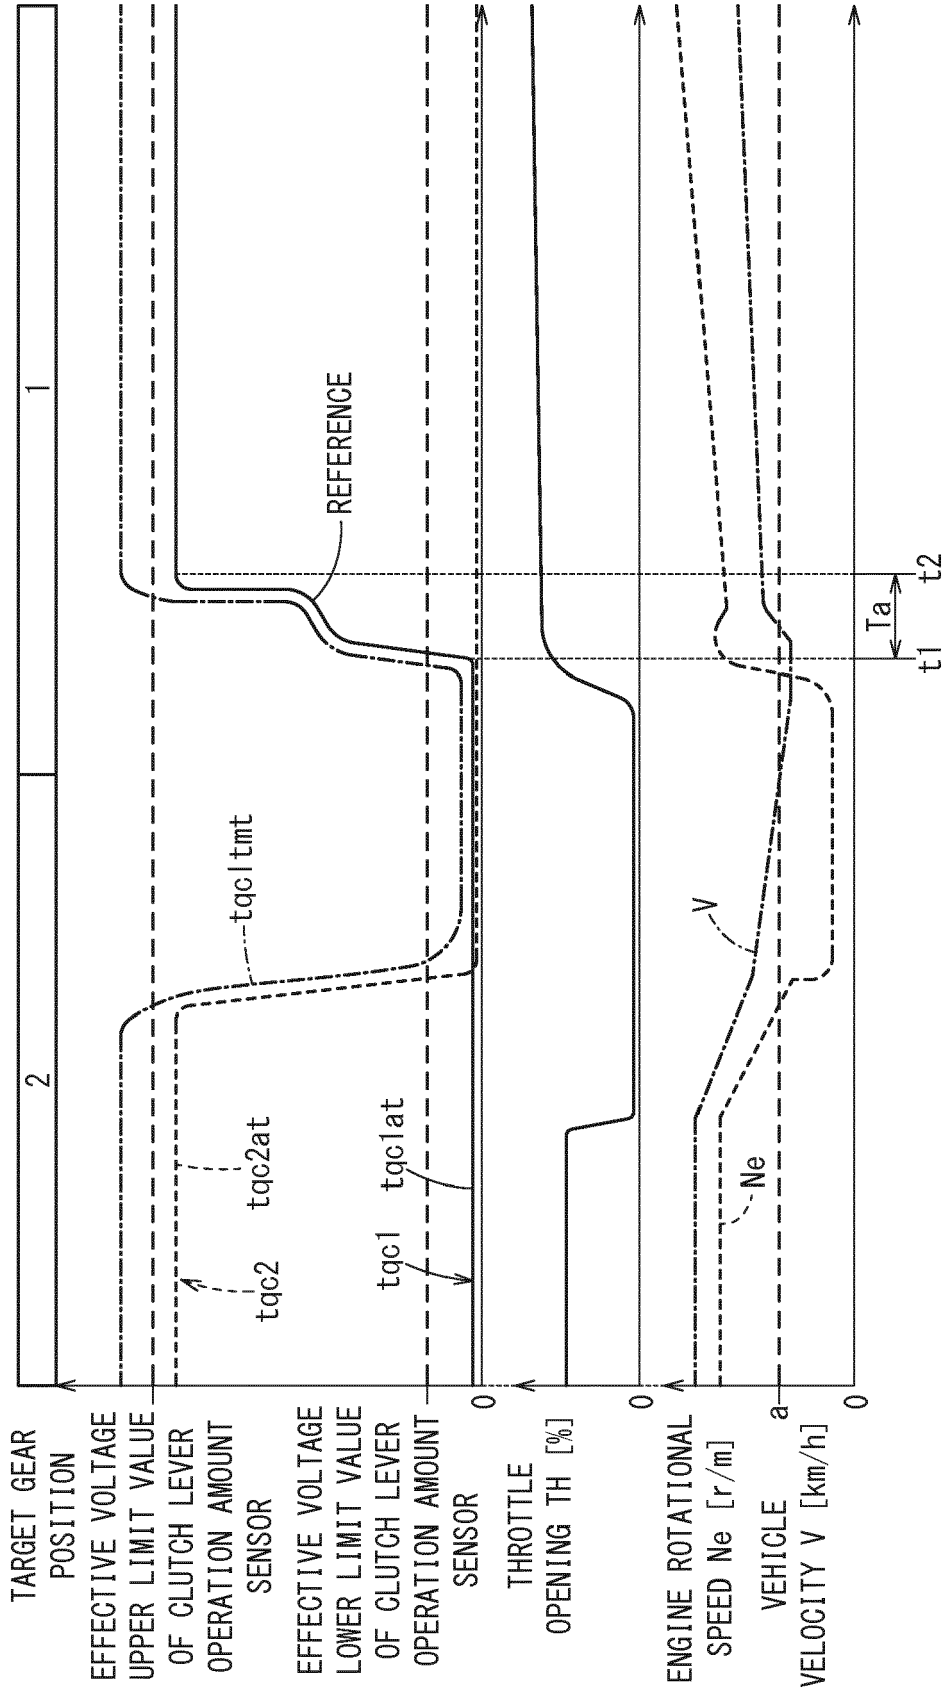 TARGET GEAR
POSITION
2
1
EFFECTIVE VOLTAGE
UPPER LIMIT VALUE
OF CLUTCH LEVER
OPERATION AMOUNT
SENSOR
tqcltmt
tqc2at
tqc2
REFERENCE
EFFECTIVE VOLTAGE
LOWER LIMIT VALUE
OF CLUTCH LEVER
OPERATION AMOUNT
SENSOR
tqc1
tqc1at
0
THROTTLE
OPENING TH [%]
0
ENGINE ROTATIONAL
SPEED Ne [r/m]
VEHICLE
VELOCITY V [km/h]
V
Ne
a
0
Ta
t1
t2